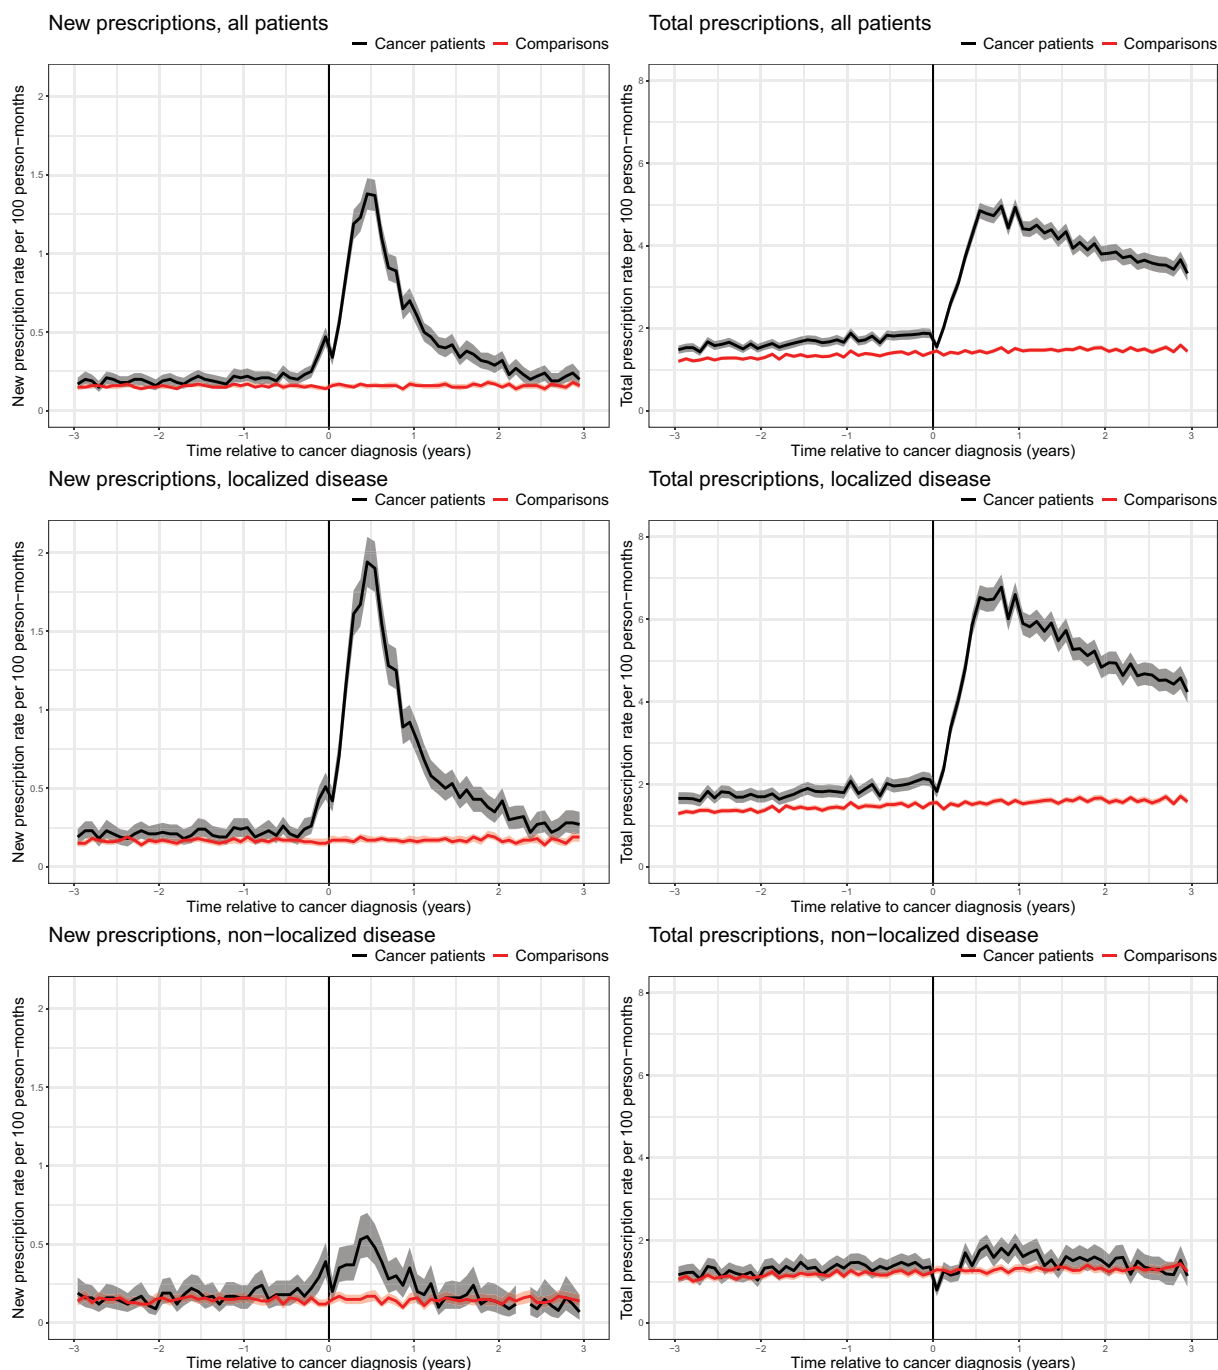 New prescriptions, all patients
Cancer patients Comparisons
New prescription rate per 100 person−months
2
1.5
1
0.5
0
−3 −2 −1 0 1 2 3
Time relative to cancer diagnosis (years)
Total prescriptions, all patients
Cancer patients Comparisons
Total prescription rate per 100 person−months
8
6
4
2
0
−3 −2 −1 0 1 2 3
Time relative to cancer diagnosis (years)
New prescriptions, localized disease
Cancer patients Comparisons
New prescription rate per 100 person−months
2
1.5
1
0.5
0
−3 −2 −1 0 1 2 3
Time relative to cancer diagnosis (years)
Total prescriptions, localized disease
Cancer patients Comparisons
Total prescription rate per 100 person−months
8
6
4
2
0
−3 −2 −1 0 1 2 3
Time relative to cancer diagnosis (years)
New prescriptions, non−localized disease
Cancer patients Comparisons
New prescription rate per 100 person−months
2
1.5
1
0.5
0
−3 −2 −1 0 1 2 3
Time relative to cancer diagnosis (years)
Total prescriptions, non−localized disease
Cancer patients Comparisons
Total prescription rate per 100 person−months
8
6
4
2
0
−3 −2 −1 0 1 2 3
Time relative to cancer diagnosis (years)